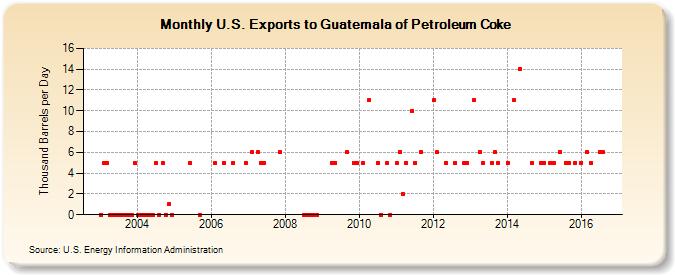 Monthly U.S. Exports to Guatemala of Petroleum Coke
Thousand Barrels per Day
16
14
12
10
8
6
4
2
0
2004 2006 2008 2010 2012 2014 2016
Source: U.S. Energy Information Administration